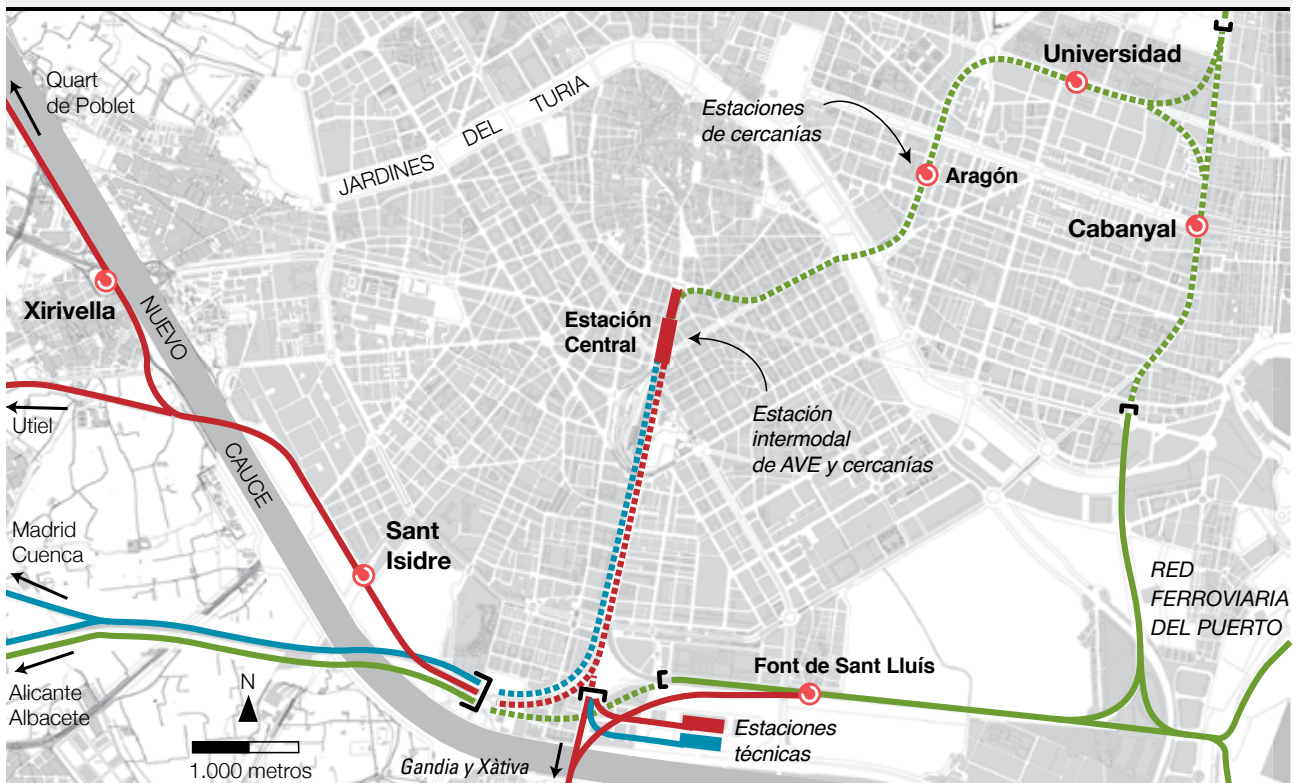 Quart
de Poblet
JARDINES DEL TURIA
Estaciones
de cercanías
Universidad
Aragón
Cabanyal
Xirivella
NUEVO
CAUCE
Estación
Central
Estación
intermodal
de AVE y cercanías
Utiel
Madrid
Cuenca
Sant
Isidre
RED
FERROVIARIA
DEL PUERTO
Alicante
Albacete
N
1.000 metros
Font de Sant Lluís
Estaciones
técnicas
Gandia y Xàtiva